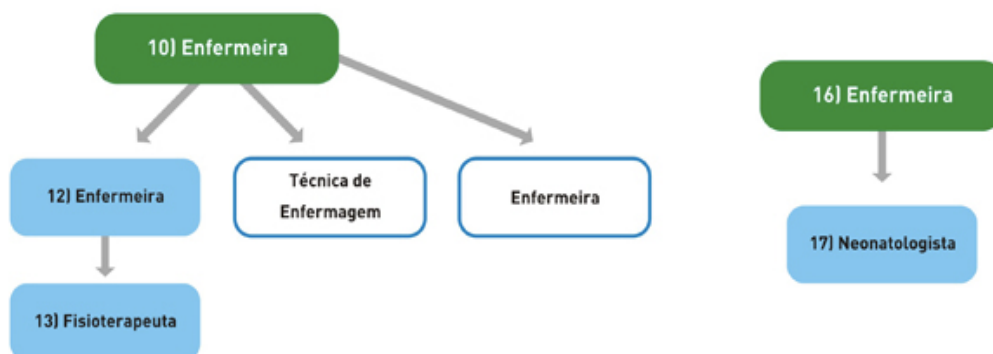 10) Enfermeira
16) Enfermeira
12) Enfermeira
Técnica de
Enfermagem
Enfermeira
17) Neonatologista
13) Fisioterapeuta